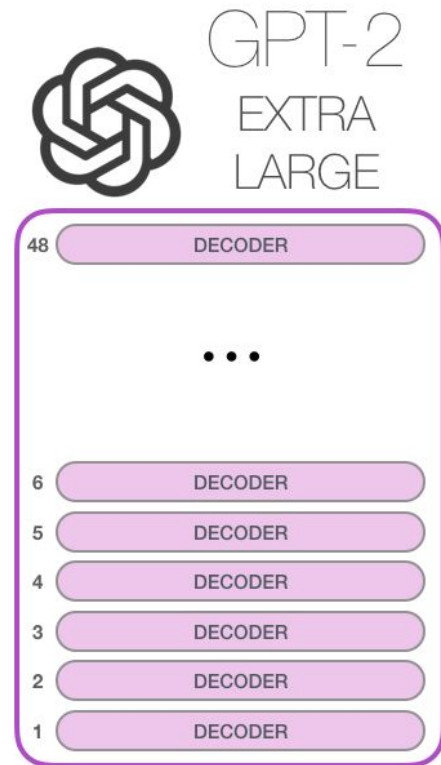 GPT-2
EXTRA
LARGE
48 DECODER
...
6 DECODER
5 DECODER
4 DECODER
3 DECODER
2 DECODER
1 DECODER